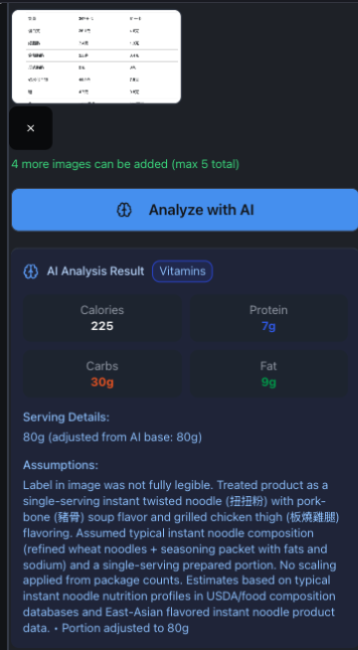 ×
4 more images can be added (max 5 total)
Analyze with AI
AI Analysis Result Vitamins
Calories
225
Protein
7g
Carbs
30g
Fat
9g
Serving Details:
80g (adjusted from AI base: 80g)
Assumptions:
Label in image was not fully legible. Treated product as a
single-serving instant twisted noodle (扭扭粉) with pork-
bone (豬骨) soup flavor and grilled chicken thigh (板燒雞腿)
flavoring. Assumed typical instant noodle composition
(refined wheat noodles + seasoning packet with fats and
sodium) and a single-serving prepared portion. No scaling
applied from package counts. Estimates based on typical
instant noodle nutrition profiles in USDA/food composition
databases and East-Asian flavored instant noodle product
data. • Portion adjusted to 80g